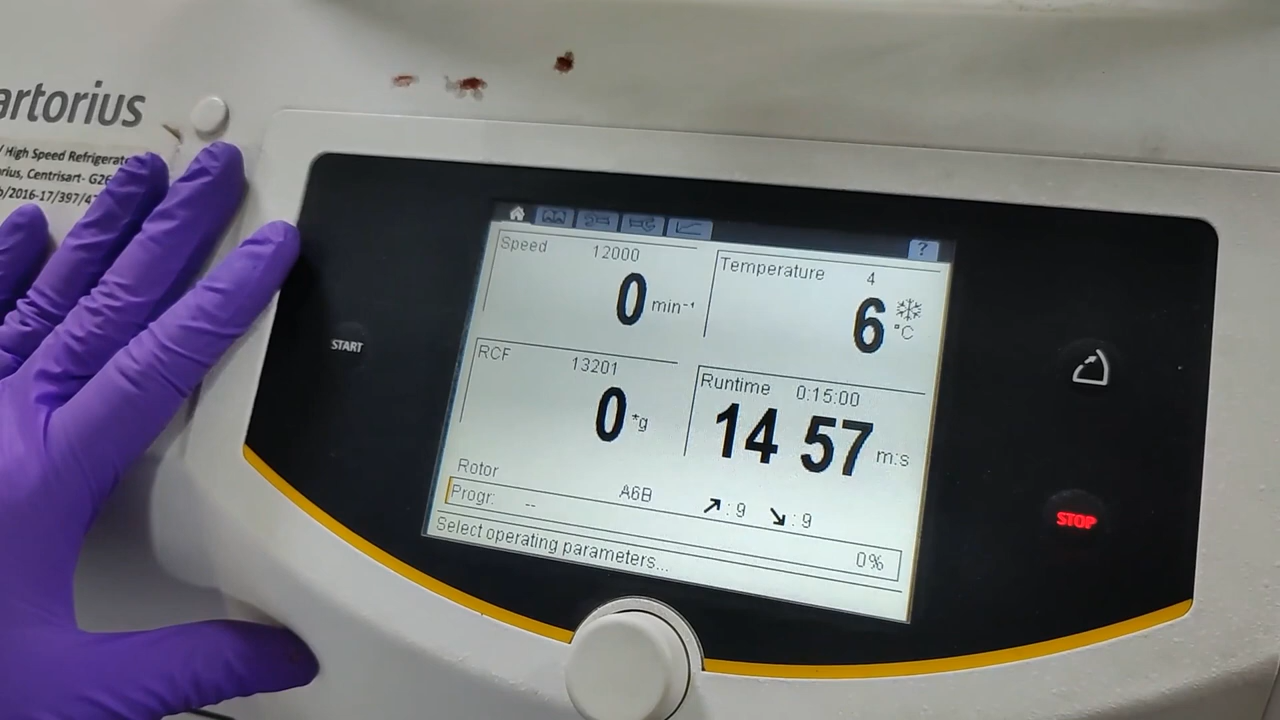 artorius
/ High Speed Refrigerat
rius, Centrisart- G26
b/2016-17/397/4
?
Speed 12000
0 min⁻¹
Temperature 4
6 °C
RCF 13201
0 *g
Runtime 0:15:00
14 57 m:s
Rotor A6B ↗:9 ↘:9
Progr: -- 0%
Select operating parameters...
START
STOP